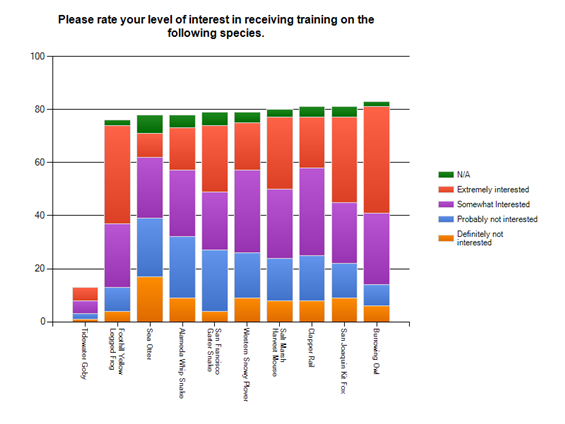 Please rate your level of interest in receiving training on the
following species.
100
80
60
40
20
0
N/A
Extremely interested
Somewhat Interested
Probably not interested
Definitely not
interested
Tidewater Goby
Foothill Yellow
Legged Frog
Sea Otter
Alameda Whip Snake
San Francisco
Garter Snake
Western Snowy Plover
Salt Marsh
Harvest Mouse
Clapper Rail
San Joaquin Kit Fox
Burrowing Owl